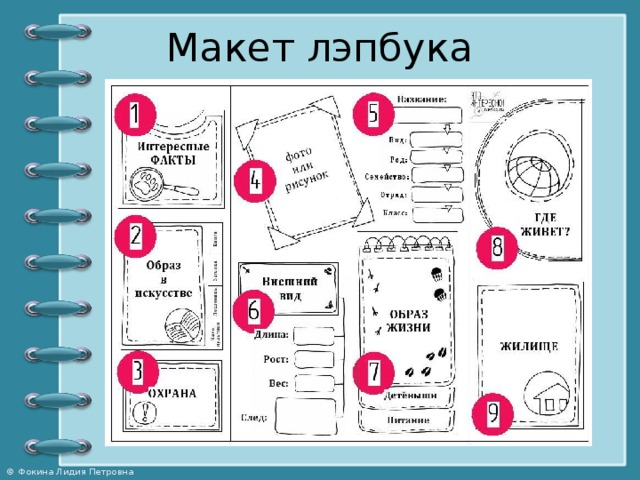 Макет лэпбука
1
Интересные
ФАКТЫ
2
Образ
в
искусстве
3
ОХРАНА
4
фото
или
рисунок
5
Название:
Вид:
Род:
Семейство:
Отряд:
Класс:
6
Внешний
вид
Длина:
Рост:
Вес:
След:
7
ОБРАЗ
ЖИЗНИ
Детёныши
Питание
8
ГДЕ
ЖИВЕТ?
9
ЖИЛИЩЕ
© Фокина Лидия Петровна